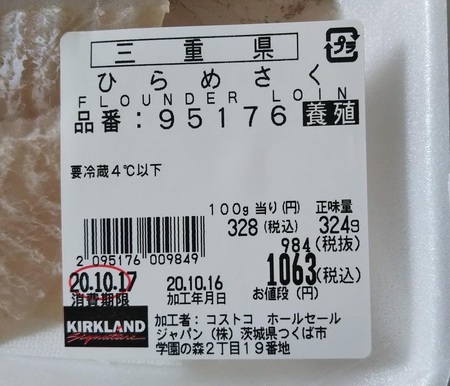 三重県
プラ
ひらめさく
FLOUNDER LOIN
品番:95176 養殖
要冷蔵4℃以下
100g当り(円) 正味量
328(税込) 324g
984(税抜)
1063(税込)
お値段(円)
2 095176 009849
20.10.17 20.10.16
消費期限 加工年月日
KIRKLAND
Signature
加工者:コストコ ホールセール
ジャパン(株)茨城県つくば市
学園の森2丁目19番地